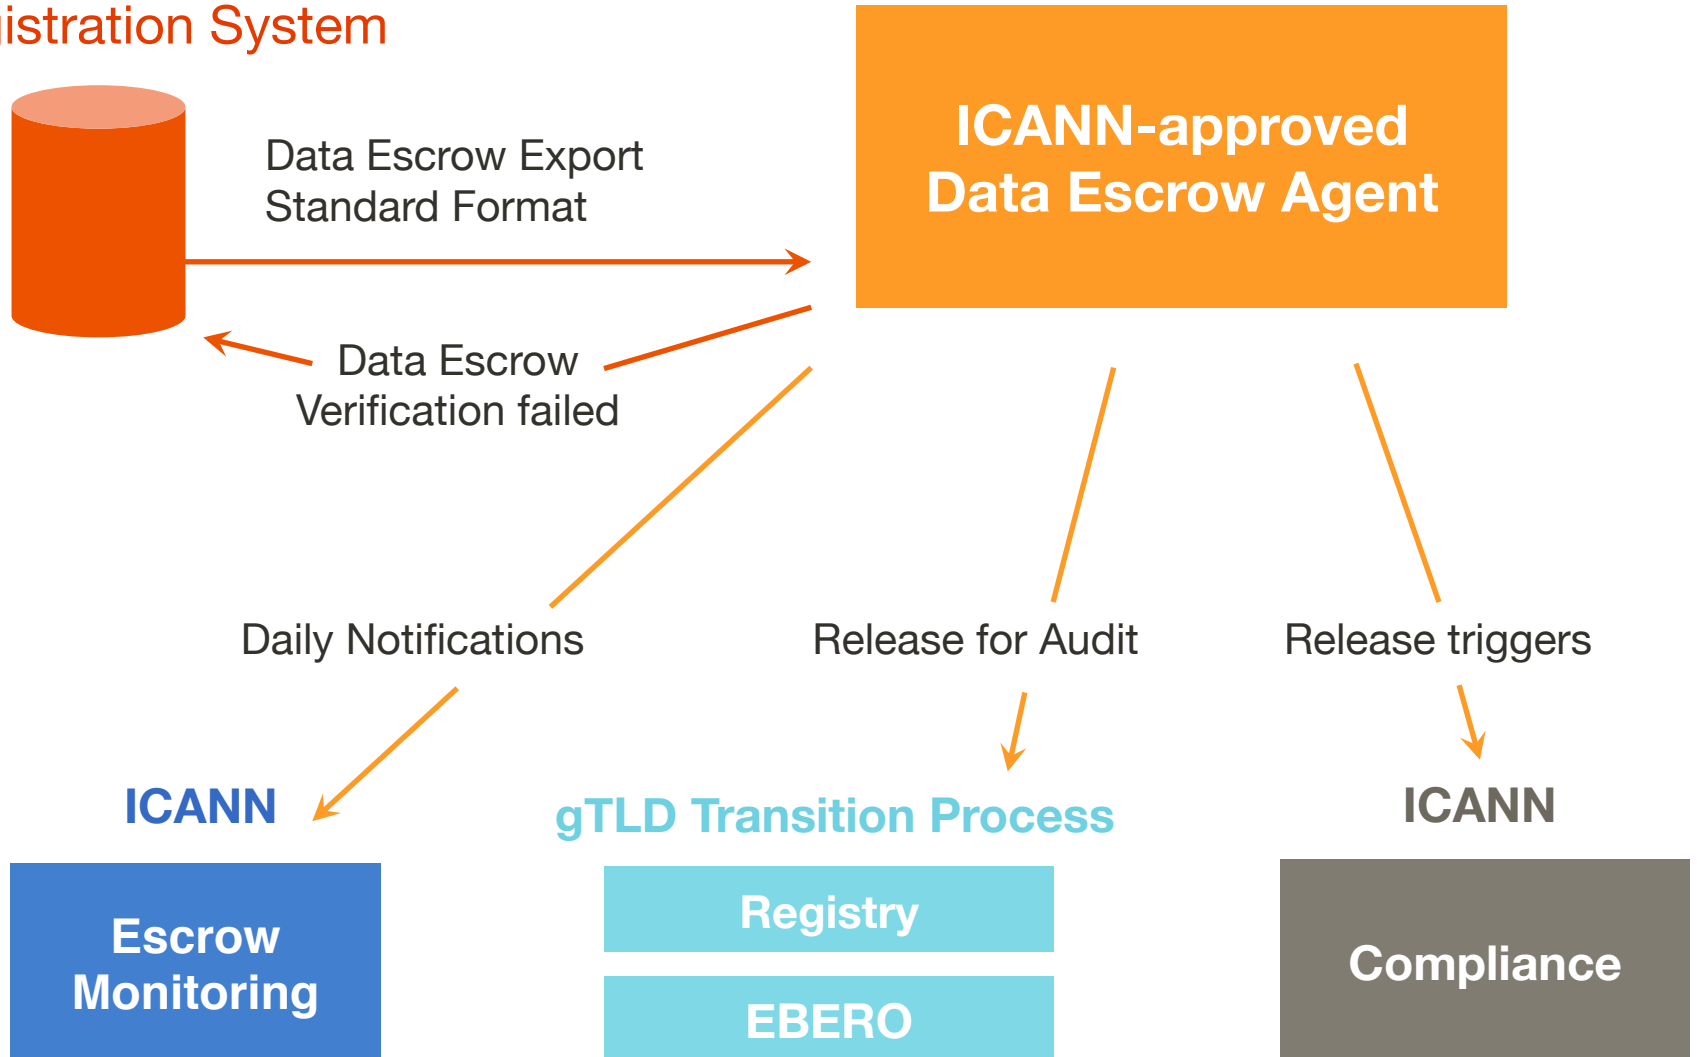 gistration System
ICANN-approved
Data Escrow Agent
Data Escrow Export
Standard Format
Data Escrow
Verification failed
Daily Notifications
Release for Audit
Release triggers
ICANN
gTLD Transition Process
ICANN
Escrow
Monitoring
Registry
EBERO
Compliance